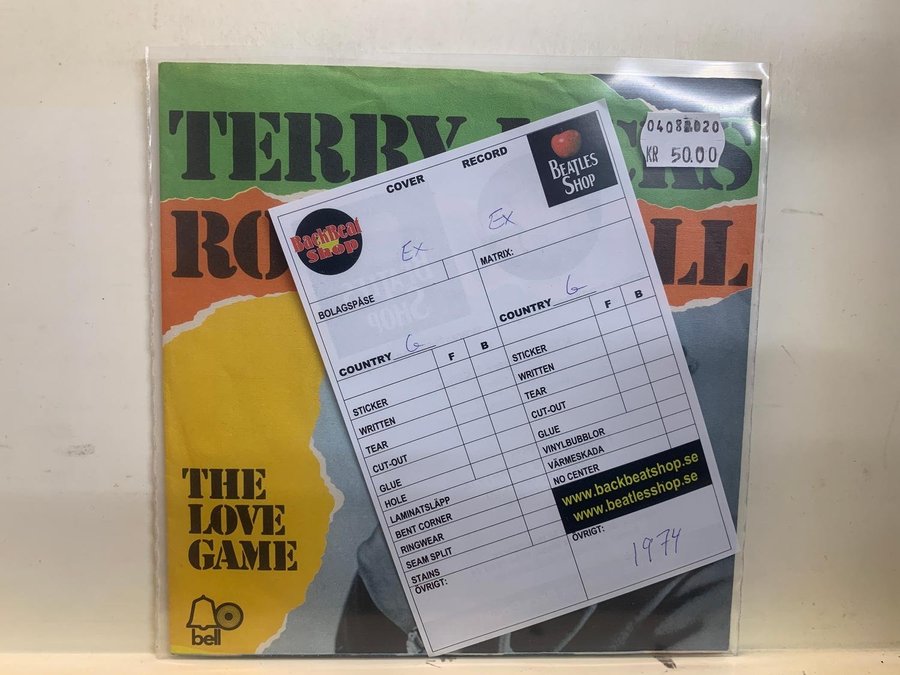 TERRY
CKS
RO
LL
04082020
KR 50.00
THE
LOVE
GAME
bell
COVER
RECORD
BEATLES
SHOP
BackBeat
Shop
Ex
Ex
BOLAGSPÅSE
MATRIX:
COUNTRY G
F B
COUNTRY G
F B
STICKER
WRITTEN
TEAR
CUT-OUT
GLUE
HOLE
LAMINATSLÄPP
BENT CORNER
RINGWEAR
SEAM SPLIT
STAINS
ÖVRIGT:
STICKER
WRITTEN
TEAR
CUT-OUT
GLUE
VINYLBUBBLOR
VÄRMESKADA
NO CENTER
www.backbeatshop.se
www.beatlesshop.se
ÖVRIGT:
1974